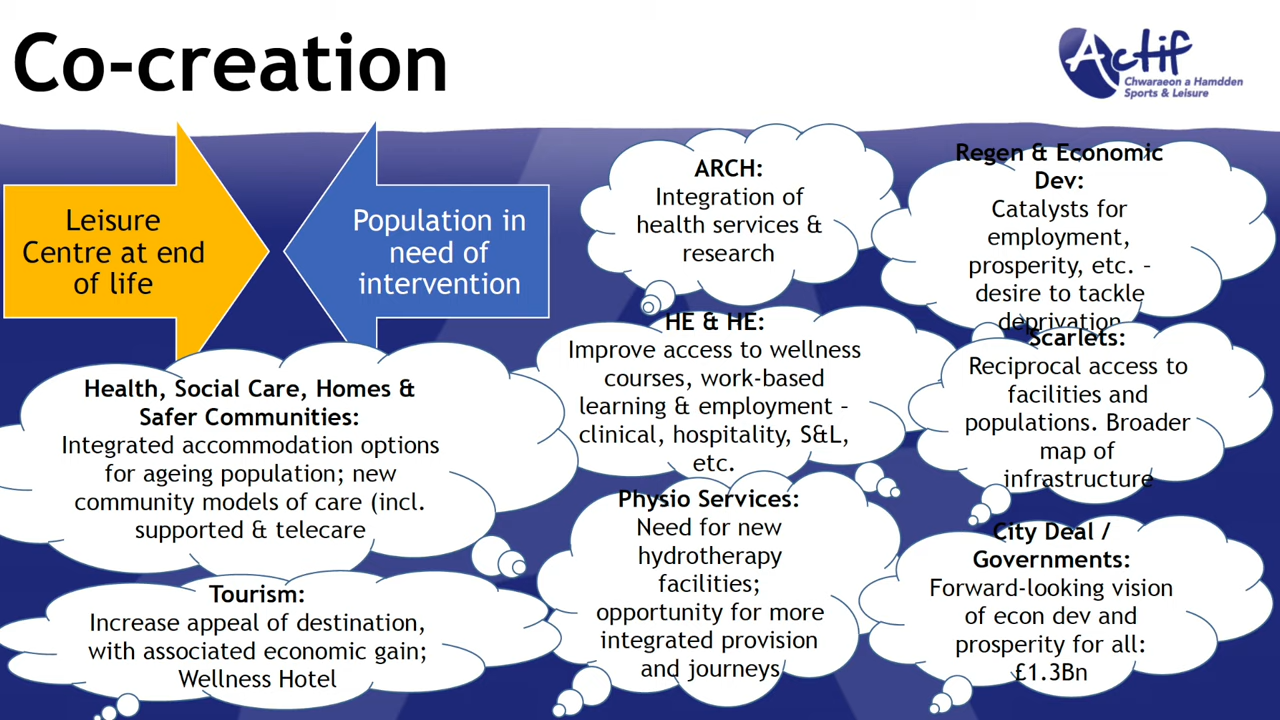 Co-creation
Actif
Chwaraeon a Hamdden
Sports & Leisure
Leisure
Centre at end
of life
Population in
need of
intervention
ARCH:
Integration of
health services &
research
Regen & Economic
Dev:
Catalysts for
employment,
prosperity, etc. -
desire to tackle
deprivation
HE & HE:
Improve access to wellness
courses, work-based
learning & employment -
clinical, hospitality, S&L,
etc.
Scarlets:
Reciprocal access to
facilities and
populations. Broader
map of
infrastructure
Health, Social Care, Homes &
Safer Communities:
Integrated accommodation options
for ageing population; new
community models of care (incl.
supported & telecare
Physio Services:
Need for new
hydrotherapy
facilities;
opportunity for more
integrated provision
and journeys
City Deal /
Governments:
Forward-looking vision
of econ dev and
prosperity for all:
£1.3Bn
Tourism:
Increase appeal of destination,
with associated economic gain;
Wellness Hotel